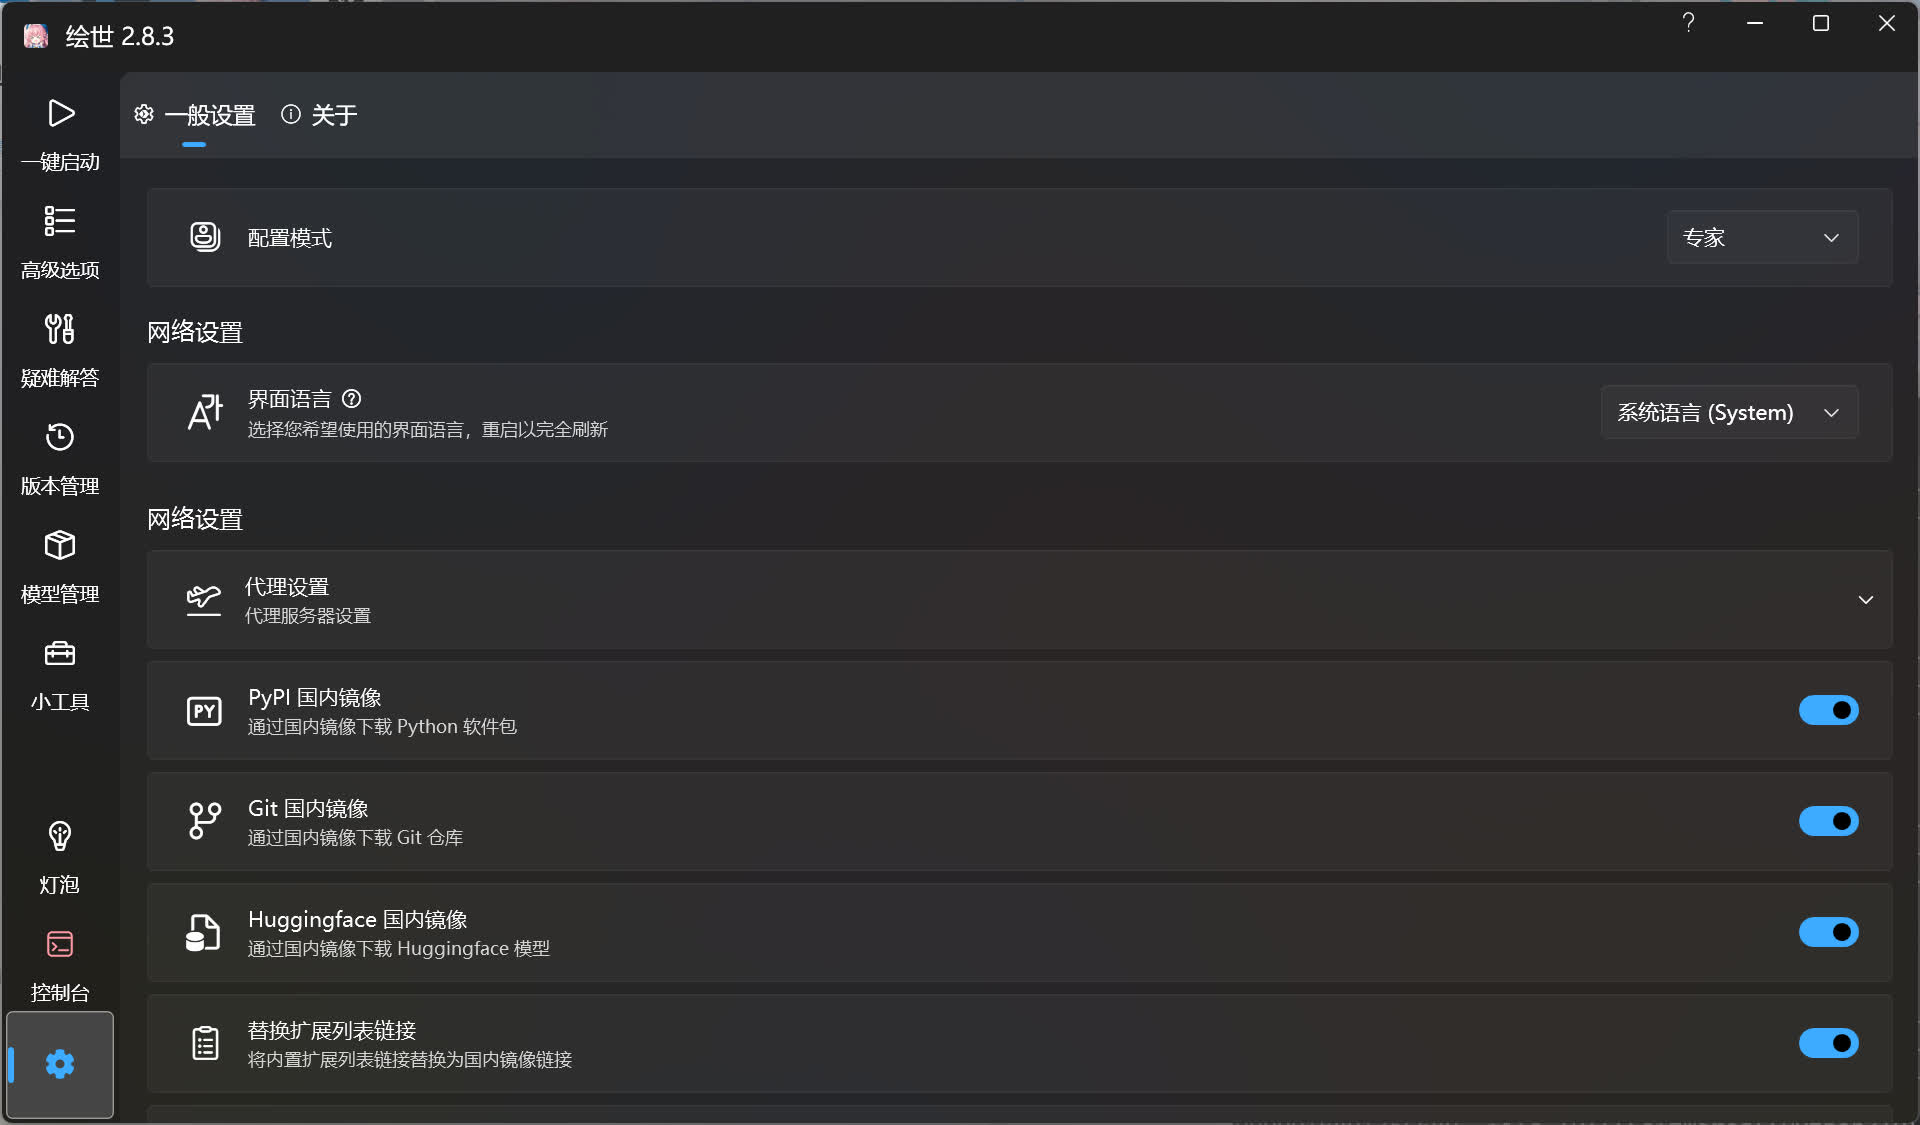 绘世 2.8.3
一键启动
高级选项
疑难解答
版本管理
模型管理
小工具
灯泡
控制台
一般设置
关于
配置模式
专家
网络设置
界面语言
选择您希望使用的界面语言，重启以完全刷新
系统语言 (System)
网络设置
代理设置
代理服务器设置
PY
PyPI 国内镜像
通过国内镜像下载 Python 软件包
Git 国内镜像
通过国内镜像下载 Git 仓库
Huggingface 国内镜像
通过国内镜像下载 Huggingface 模型
替换扩展列表链接
将内置扩展列表链接替换为国内镜像链接